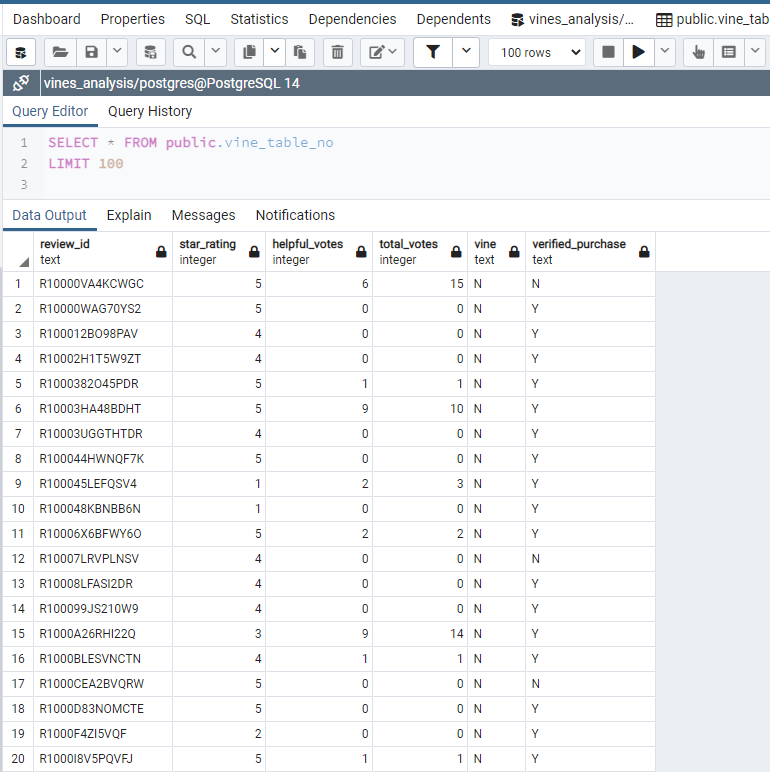 Dashboard Properties SQL Statistics Dependencies Dependents vines_analysis/... public.vine_tab
100 rows
vines_analysis/postgres@PostgreSQL 14
Query Editor Query History
1 SELECT * FROM public.vine_table_no
2 LIMIT 100
3
Data Output Explain Messages Notifications
review_id star_rating helpful_votes total_votes vine verified_purchase
text integer integer integer text text
1 R10000VA4KCWGC 5 6 15 N N
2 R10000WAG70YS2 5 0 0 N Y
3 R100012BO98PAV 4 0 0 N Y
4 R10002H1T5W9ZT 4 0 0 N Y
5 R1000382O45PDR 5 1 1 N Y
6 R10003HA48BDHT 5 9 10 N Y
7 R10003UGGTHTDR 4 0 0 N Y
8 R100044HWNQF7K 5 0 0 N Y
9 R100045LEFQSV4 1 2 3 N Y
10 R100048KBNBB6N 1 0 0 N Y
11 R10006X6BFWY6O 5 2 2 N Y
12 R10007LRVPLNSV 4 0 0 N N
13 R10008LFASI2DR 4 0 0 N Y
14 R100099JS210W9 4 0 0 N Y
15 R1000A26RHI22Q 3 9 14 N Y
16 R1000BLESVNCTN 4 1 1 N Y
17 R1000CEA2BVQRW 5 0 0 N N
18 R1000D83NOMCTE 5 0 0 N Y
19 R1000F4ZI5VQF 2 0 0 N Y
20 R1000I8V5PQVFJ 5 1 1 N Y